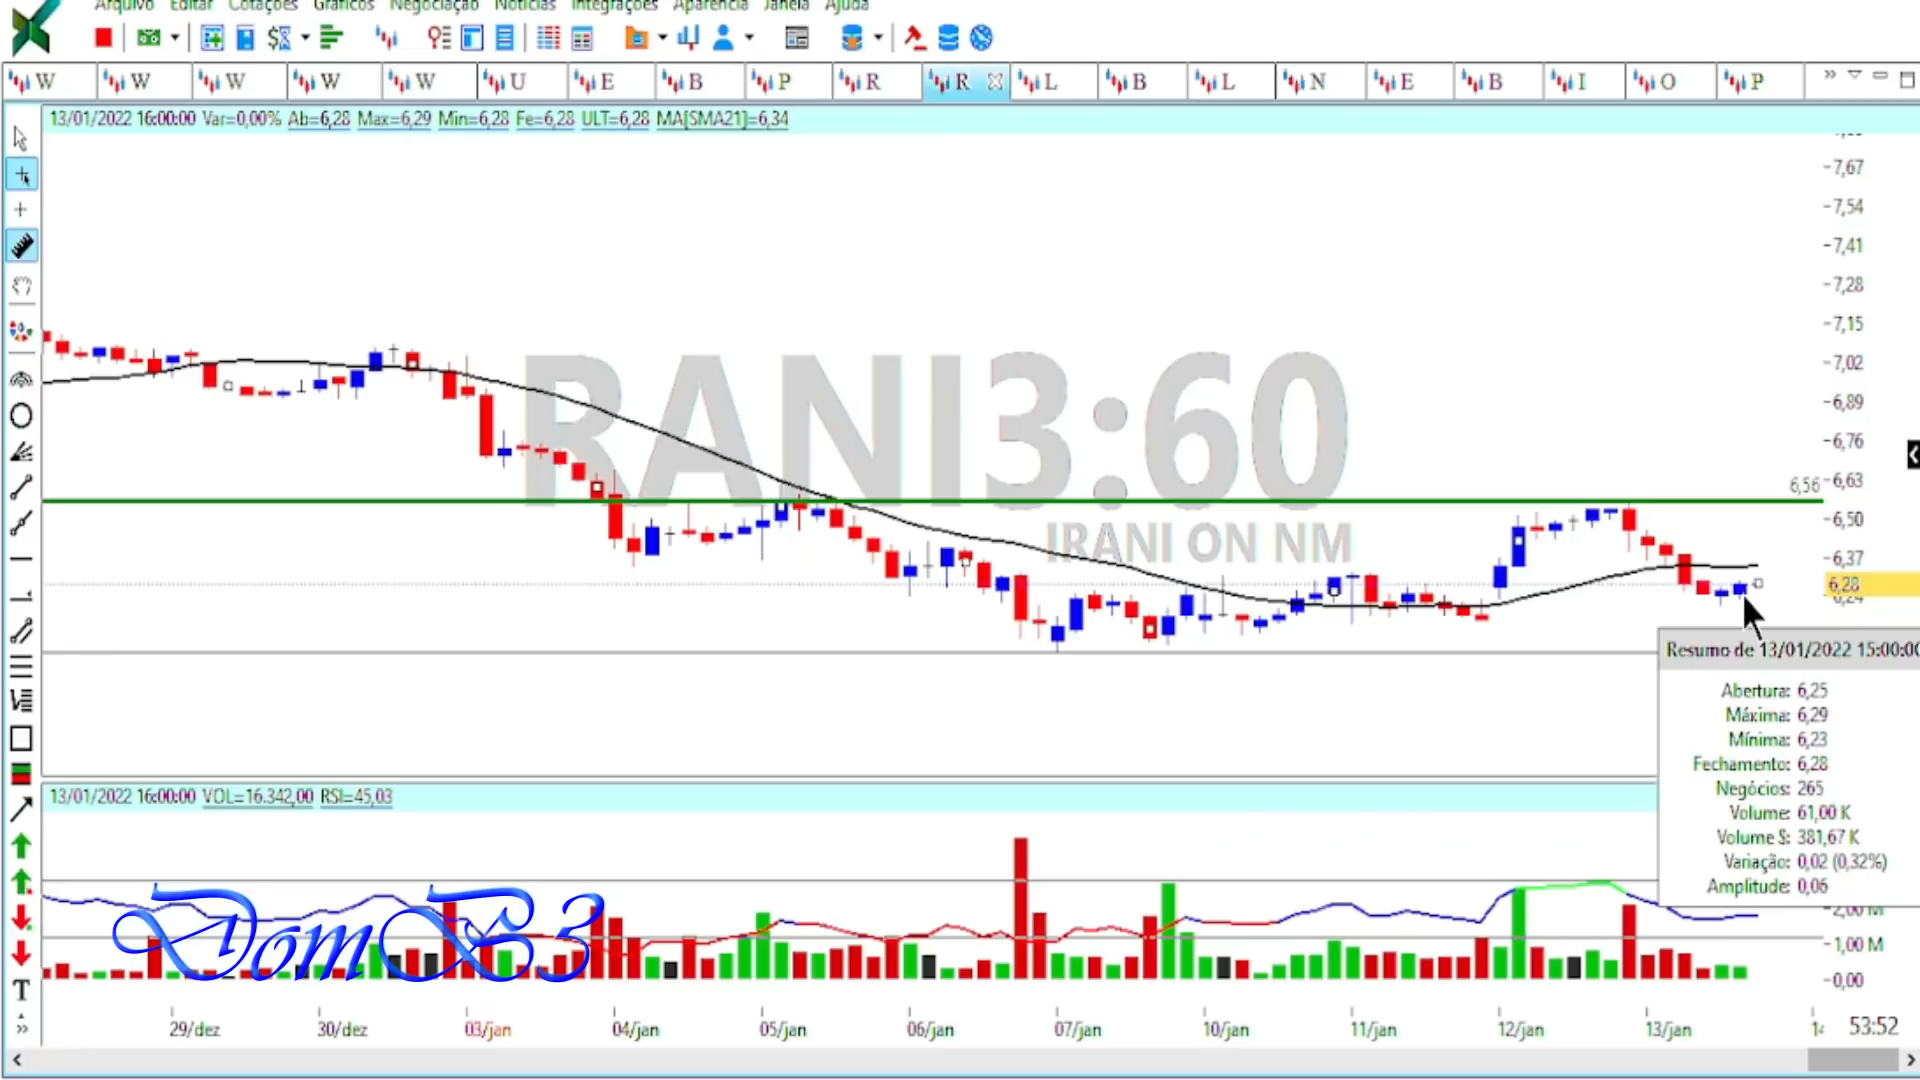 Arquivo Editar Cotações Gráficos Negociação Notícias Integrações Aparência Janela Ajuda
W W W W W U E B P R R L B L N E B I O P
13/01/2022 16:00:00 Var=0,00% Ab=6,28 Max=6,29 Min=6,28 Fe=6,28 ULT=6,28 MA[SMA21]=6,34
7,67
7,54
7,41
7,28
7,15
7,02
6,89
6,76
6,63
6,56
6,50
6,37
6,28
6,24
RANI3:60
IRANI ON NM
Resumo de 13/01/2022 15:00:00
Abertura: 6,25
Máxima: 6,29
Mínima: 6,23
Fechamento: 6,28
Negócios: 265
Volume: 61,00 K
Volume $: 381,67 K
Variação: 0,02 (0,32%)
Amplitude: 0,06
13/01/2022 16:00:00 VOL=16.342,00 RSI=45,03
2,00 M
1,00 M
0,00
DomB3
T
29/dez 30/dez 03/jan 04/jan 05/jan 06/jan 07/jan 10/jan 11/jan 12/jan 13/jan
53:52